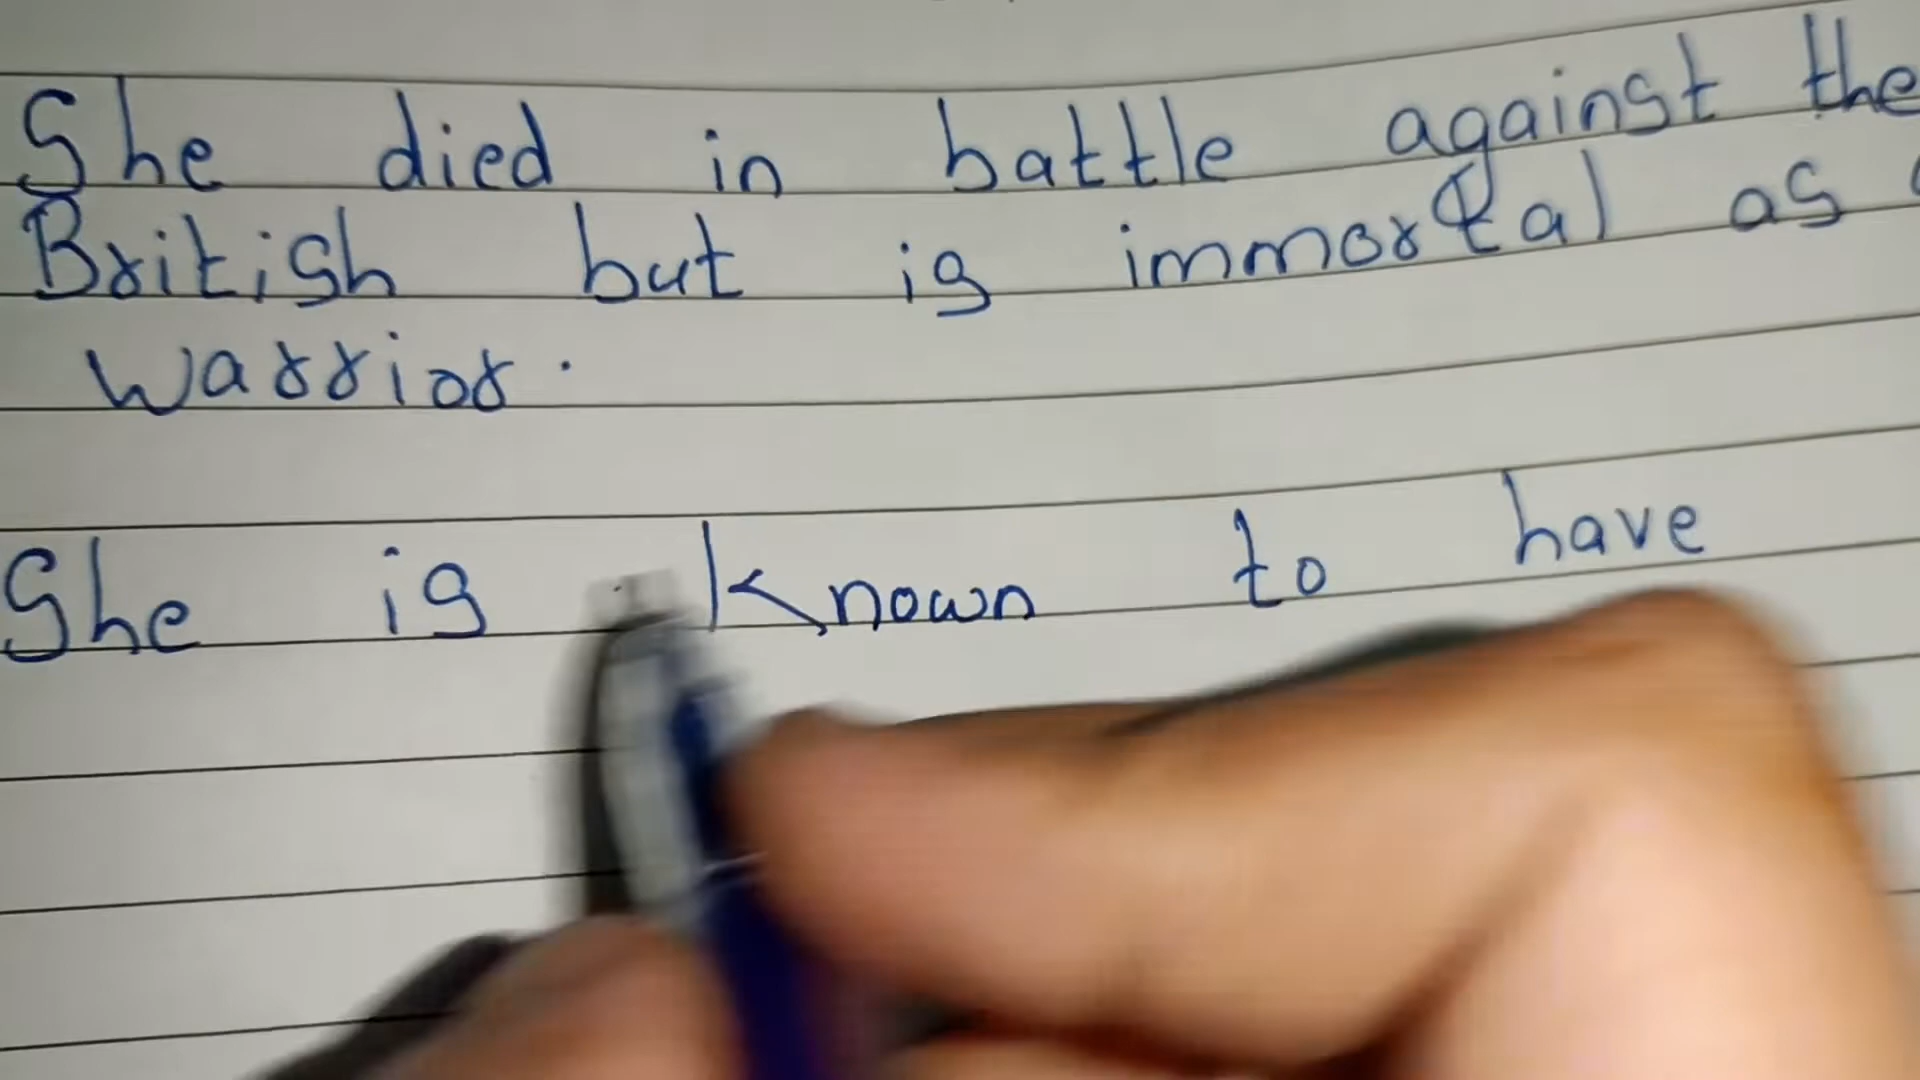 She died in battle against the
British but is immortal as
warrior.
She is known to have